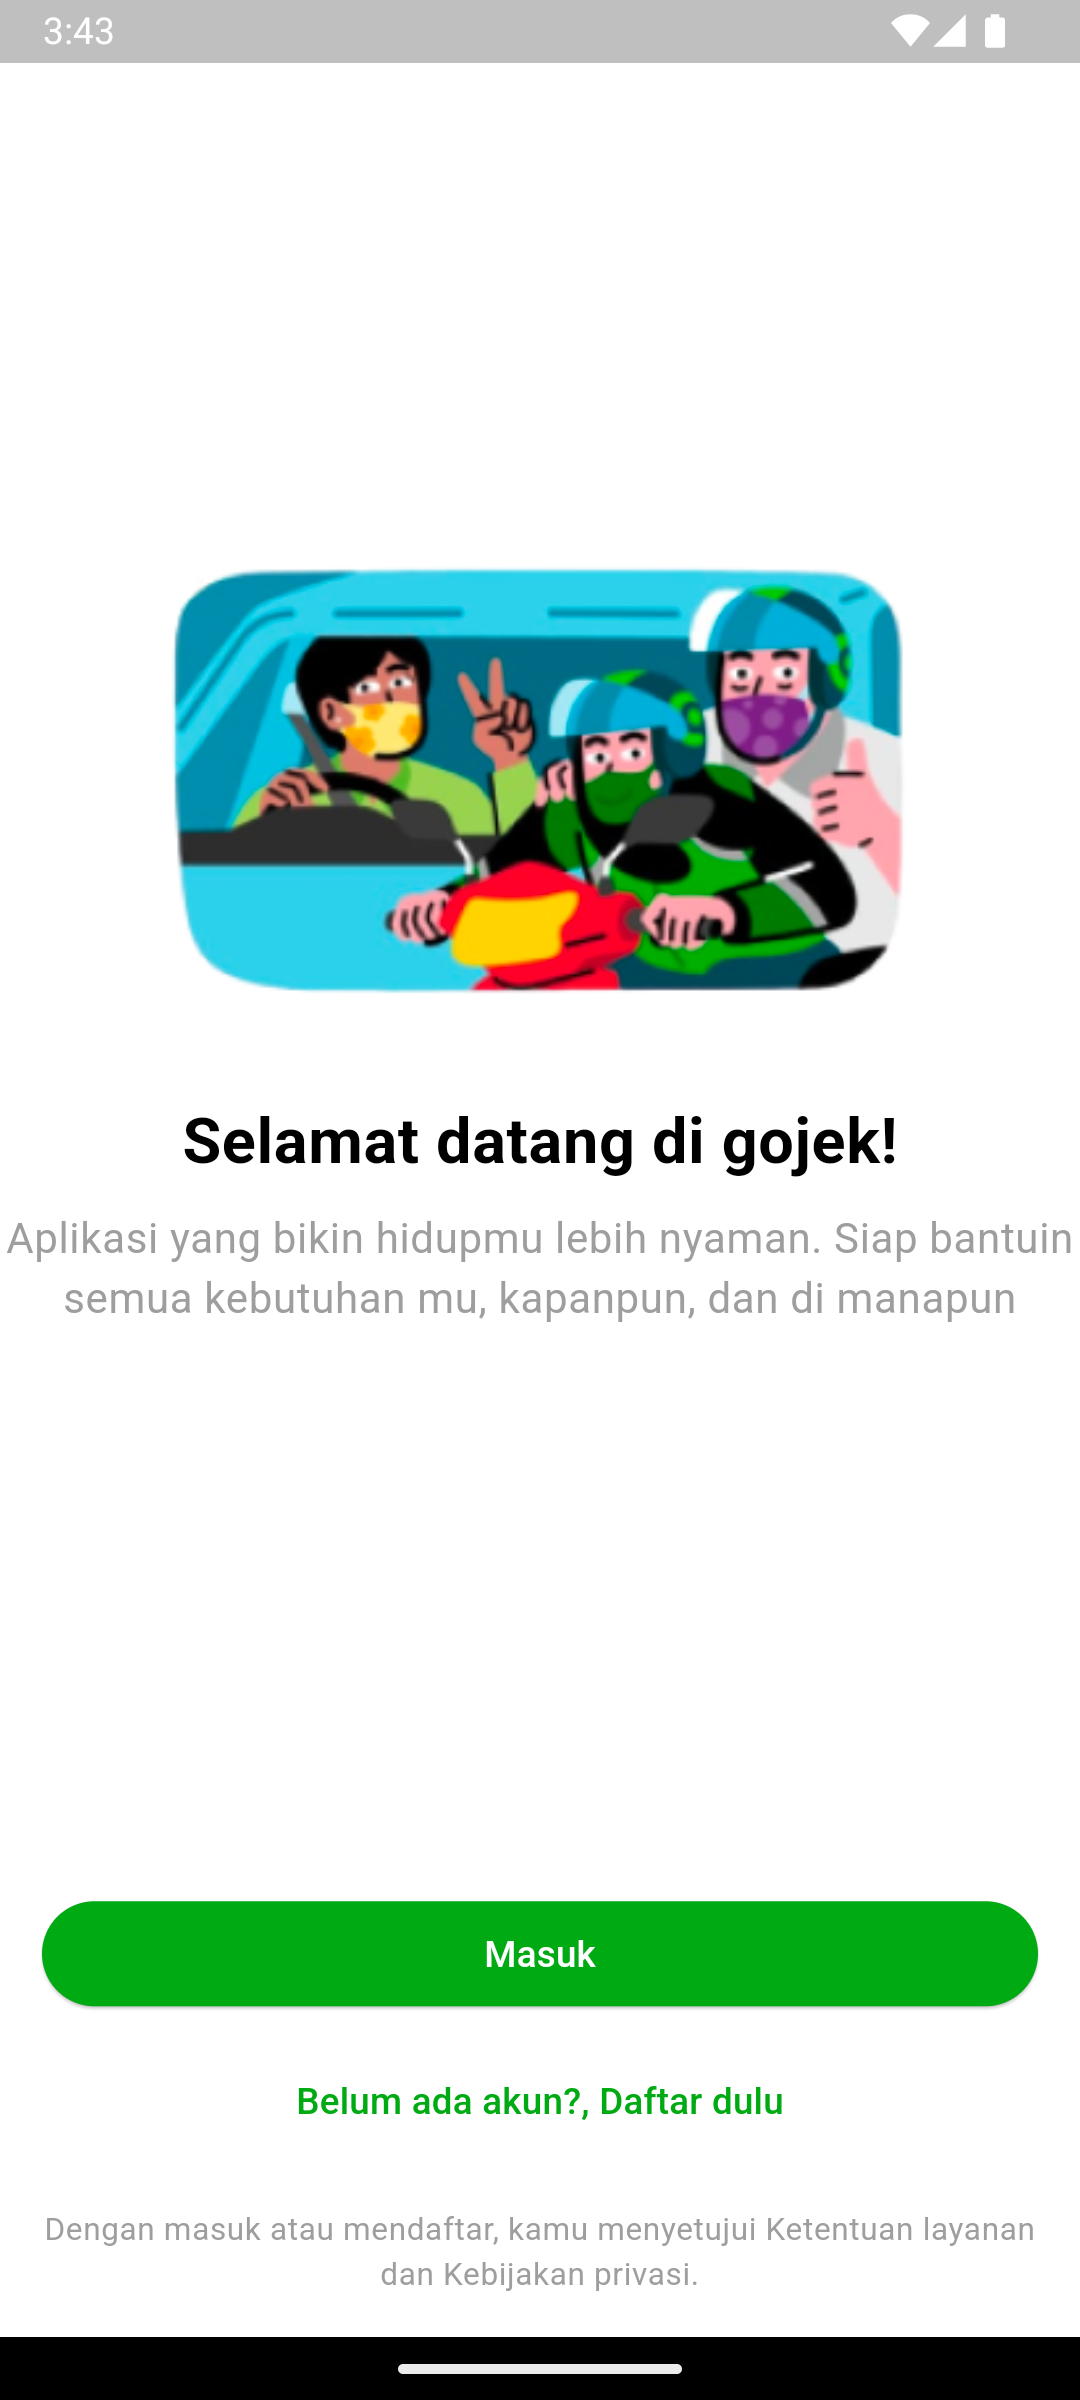 3:43
Selamat datang di gojek!
Aplikasi yang bikin hidupmu lebih nyaman. Siap bantuin
semua kebutuhan mu, kapanpun, dan di manapun
Masuk
Belum ada akun?, Daftar dulu
Dengan masuk atau mendaftar, kamu menyetujui Ketentuan layanan
dan Kebijakan privasi.